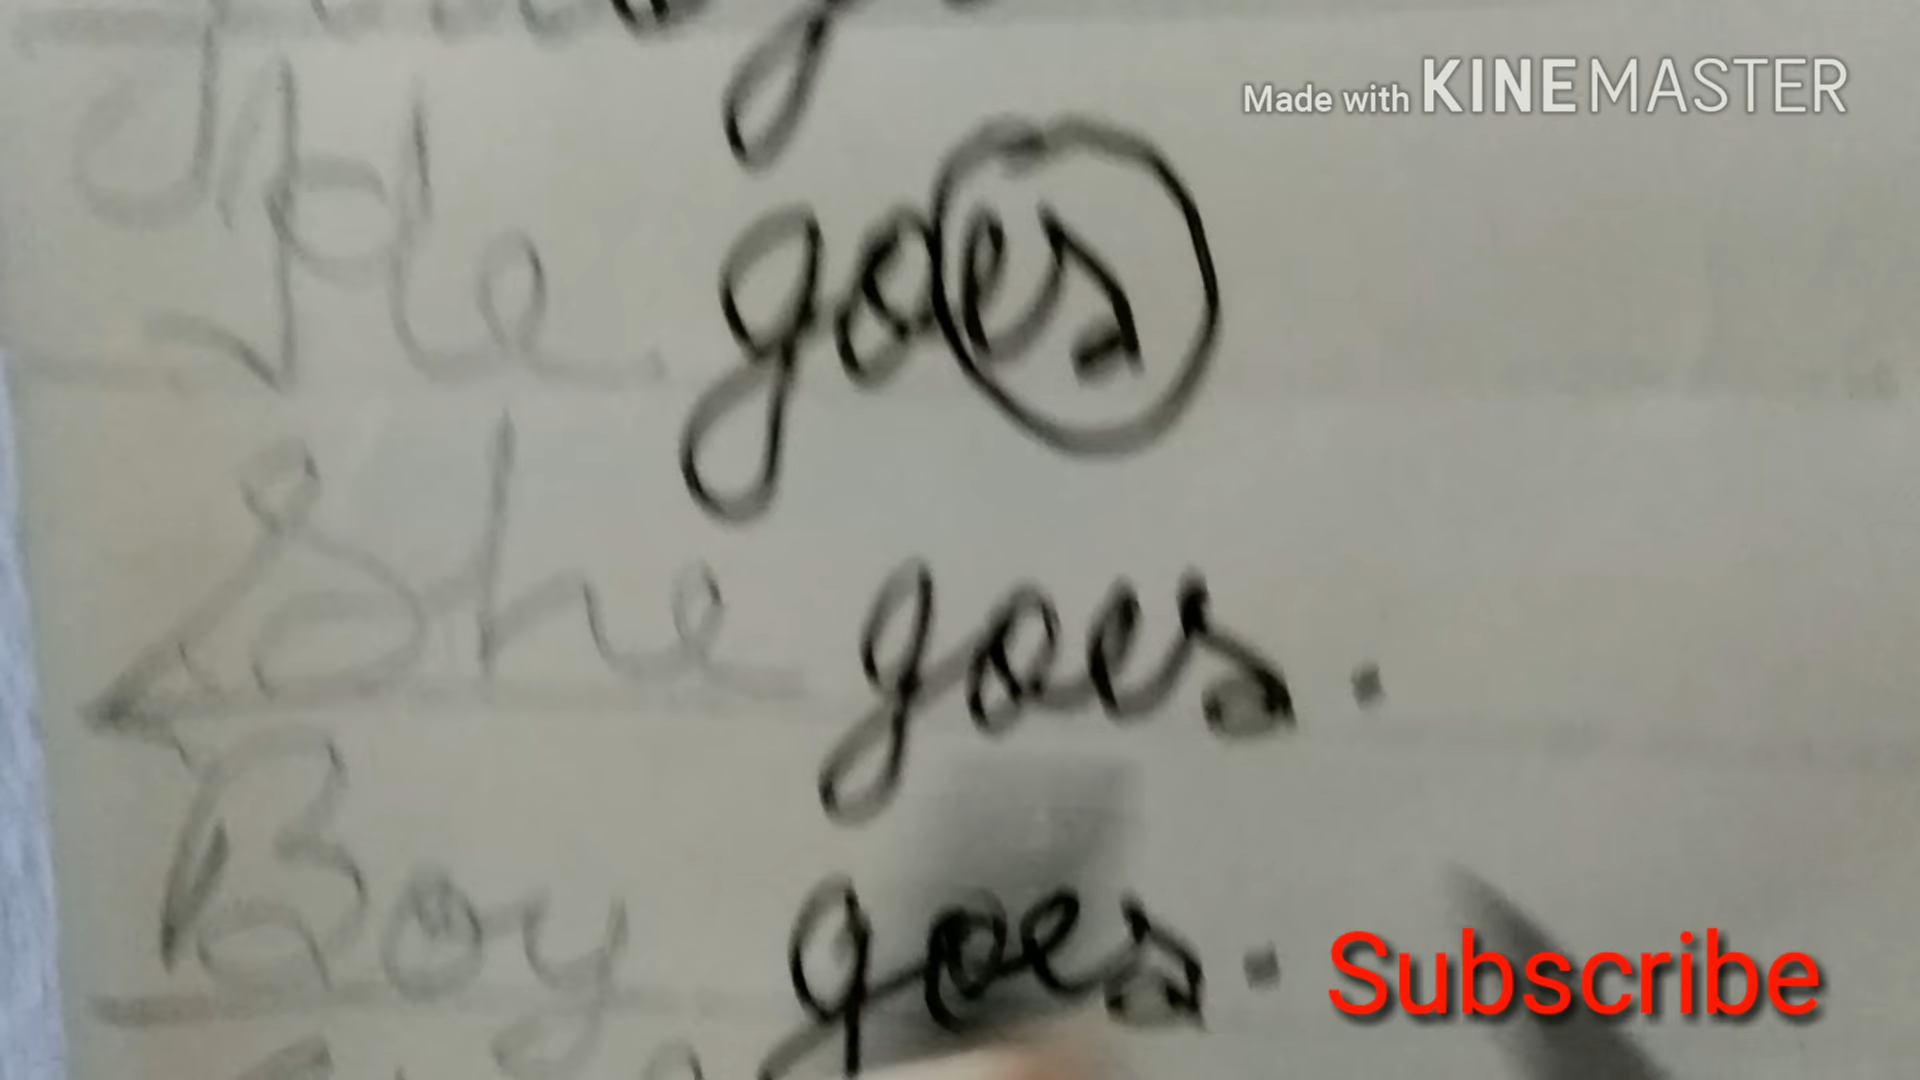 Made with KINEMASTER
He goes
She goes.
Boy goes.
Subscribe